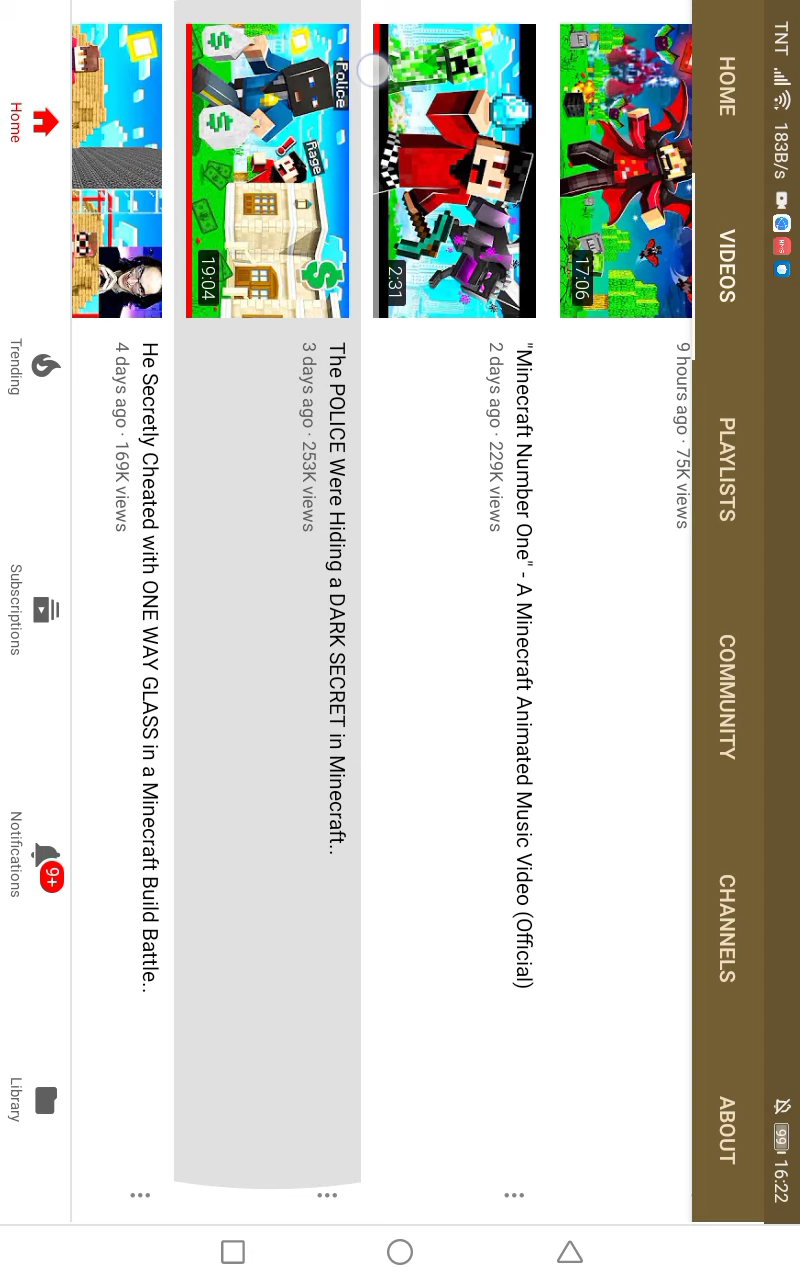 TNT 183B/s 99 16:22
HOME VIDEOS PLAYLISTS COMMUNITY CHANNELS ABOUT
9 hours ago · 75K views
17:06
"Minecraft Number One" - A Minecraft Animated Music Video (Official)
2 days ago · 229K views
2:31
The POLICE Were Hiding a DARK SECRET in Minecraft..
3 days ago · 253K views
Police
Rage
$
$
$
19:04
He Secretly Cheated with ONE WAY GLASS in a Minecraft Build Battle..
4 days ago · 169K views
9+
Home Trending Subscriptions Notifications Library